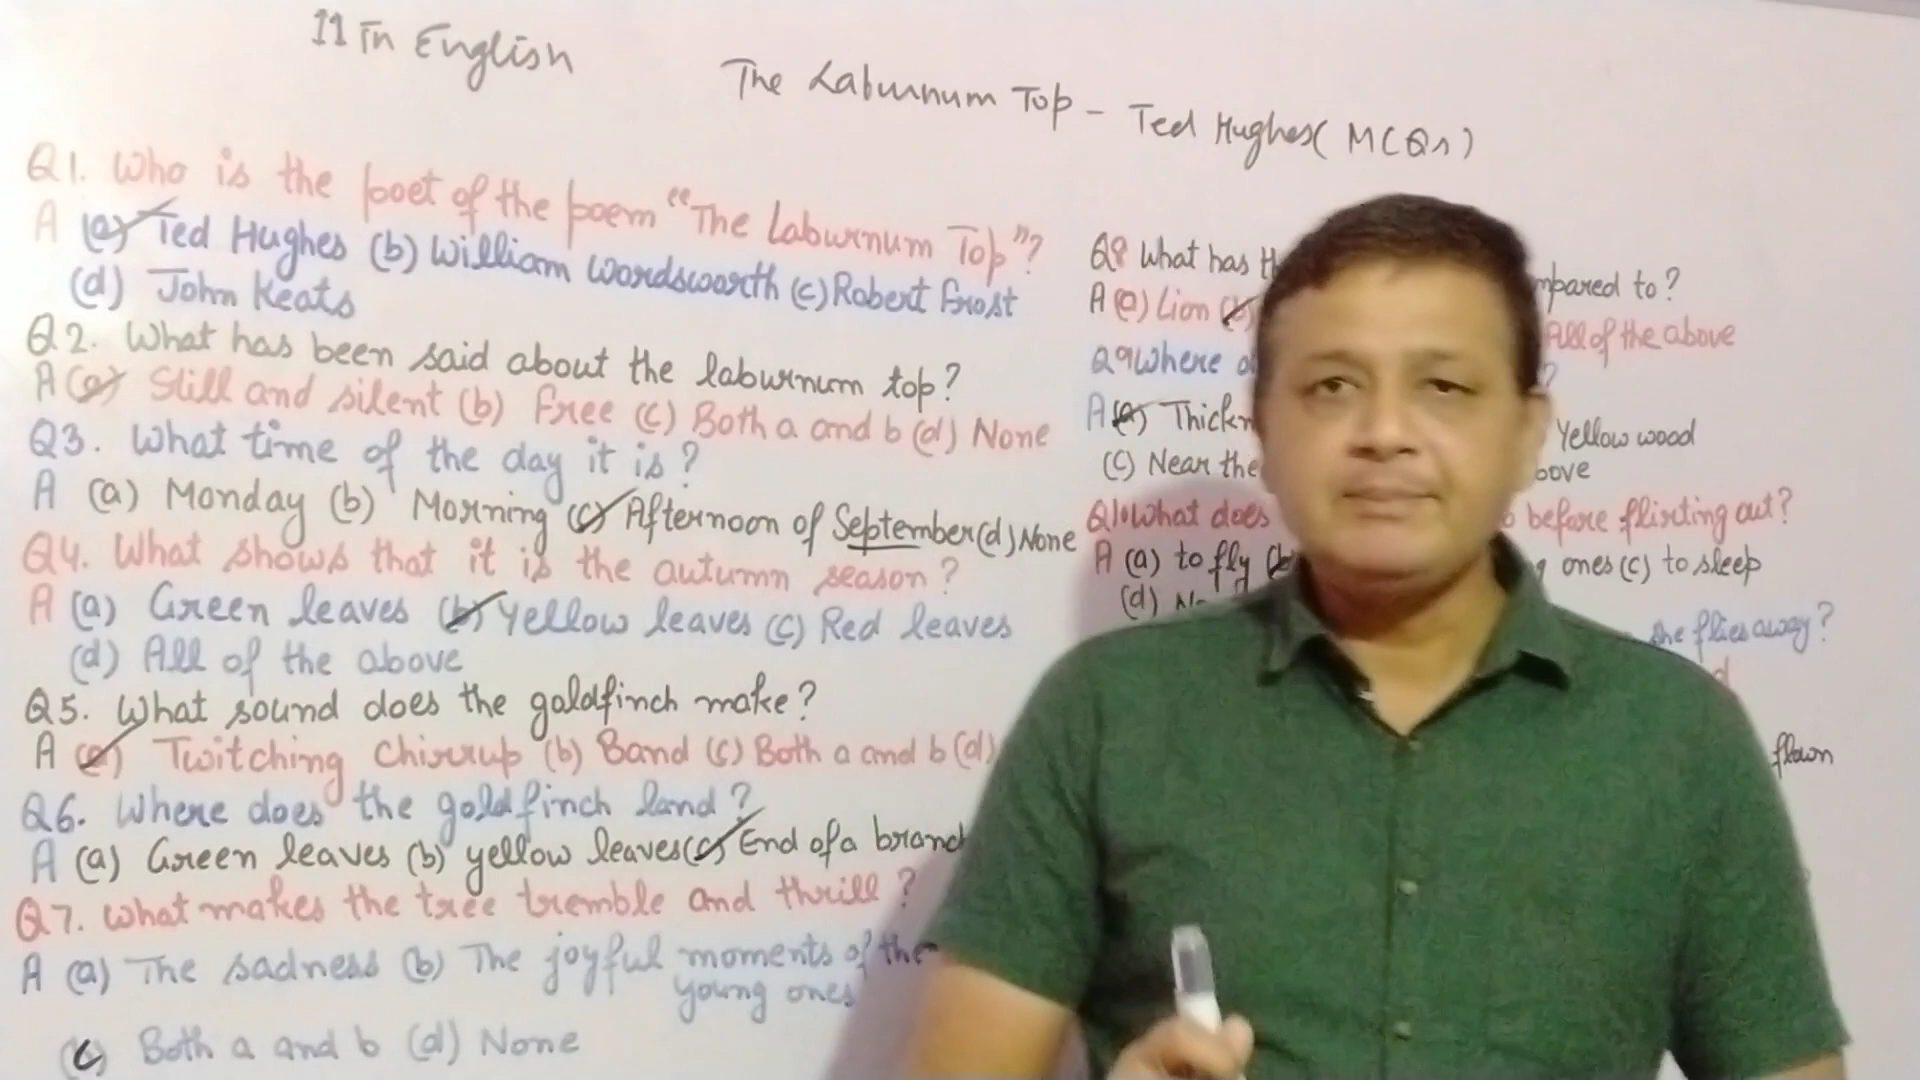 11 In English
The Laburnum Top - Ted Hughes( MCQs)
Q1. Who is the poet of the poem "The Laburnum Top"?
A (a) Ted Hughes (b) William Wordsworth (c) Robert Frost
(d) John Keats
Q2. What has been said about the laburnum top?
A (a) Still and silent (b) Free (c) Both a and b (d) None
Q3. What time of the day it is?
A (a) Monday (b) Morning (c) Afternoon of September (d) None
Q4. What shows that it is the autumn season?
A (a) Green leaves (b) Yellow leaves (c) Red leaves
(d) All of the above
Q5. What sound does the goldfinch make?
A (a) Twitching Chirrup (b) Band (c) Both a and b (d)
Q6. Where does the goldfinch land?
A (a) Green leaves (b) yellow leaves (c) End of a
Q7. What makes the tree tremble and thrill?
A (a) The sadness (b) The joyful moments of the
young ones
(c) Both a and b (d) None
Q8 What has to?
A (a) Lion All of the above
Q9 Where ?
A (a) Yellow wood
(c) Near the
Q10 What does before flirting out?
A (a) to fly ones (c) to sleep
(d)
she flies away?
flown